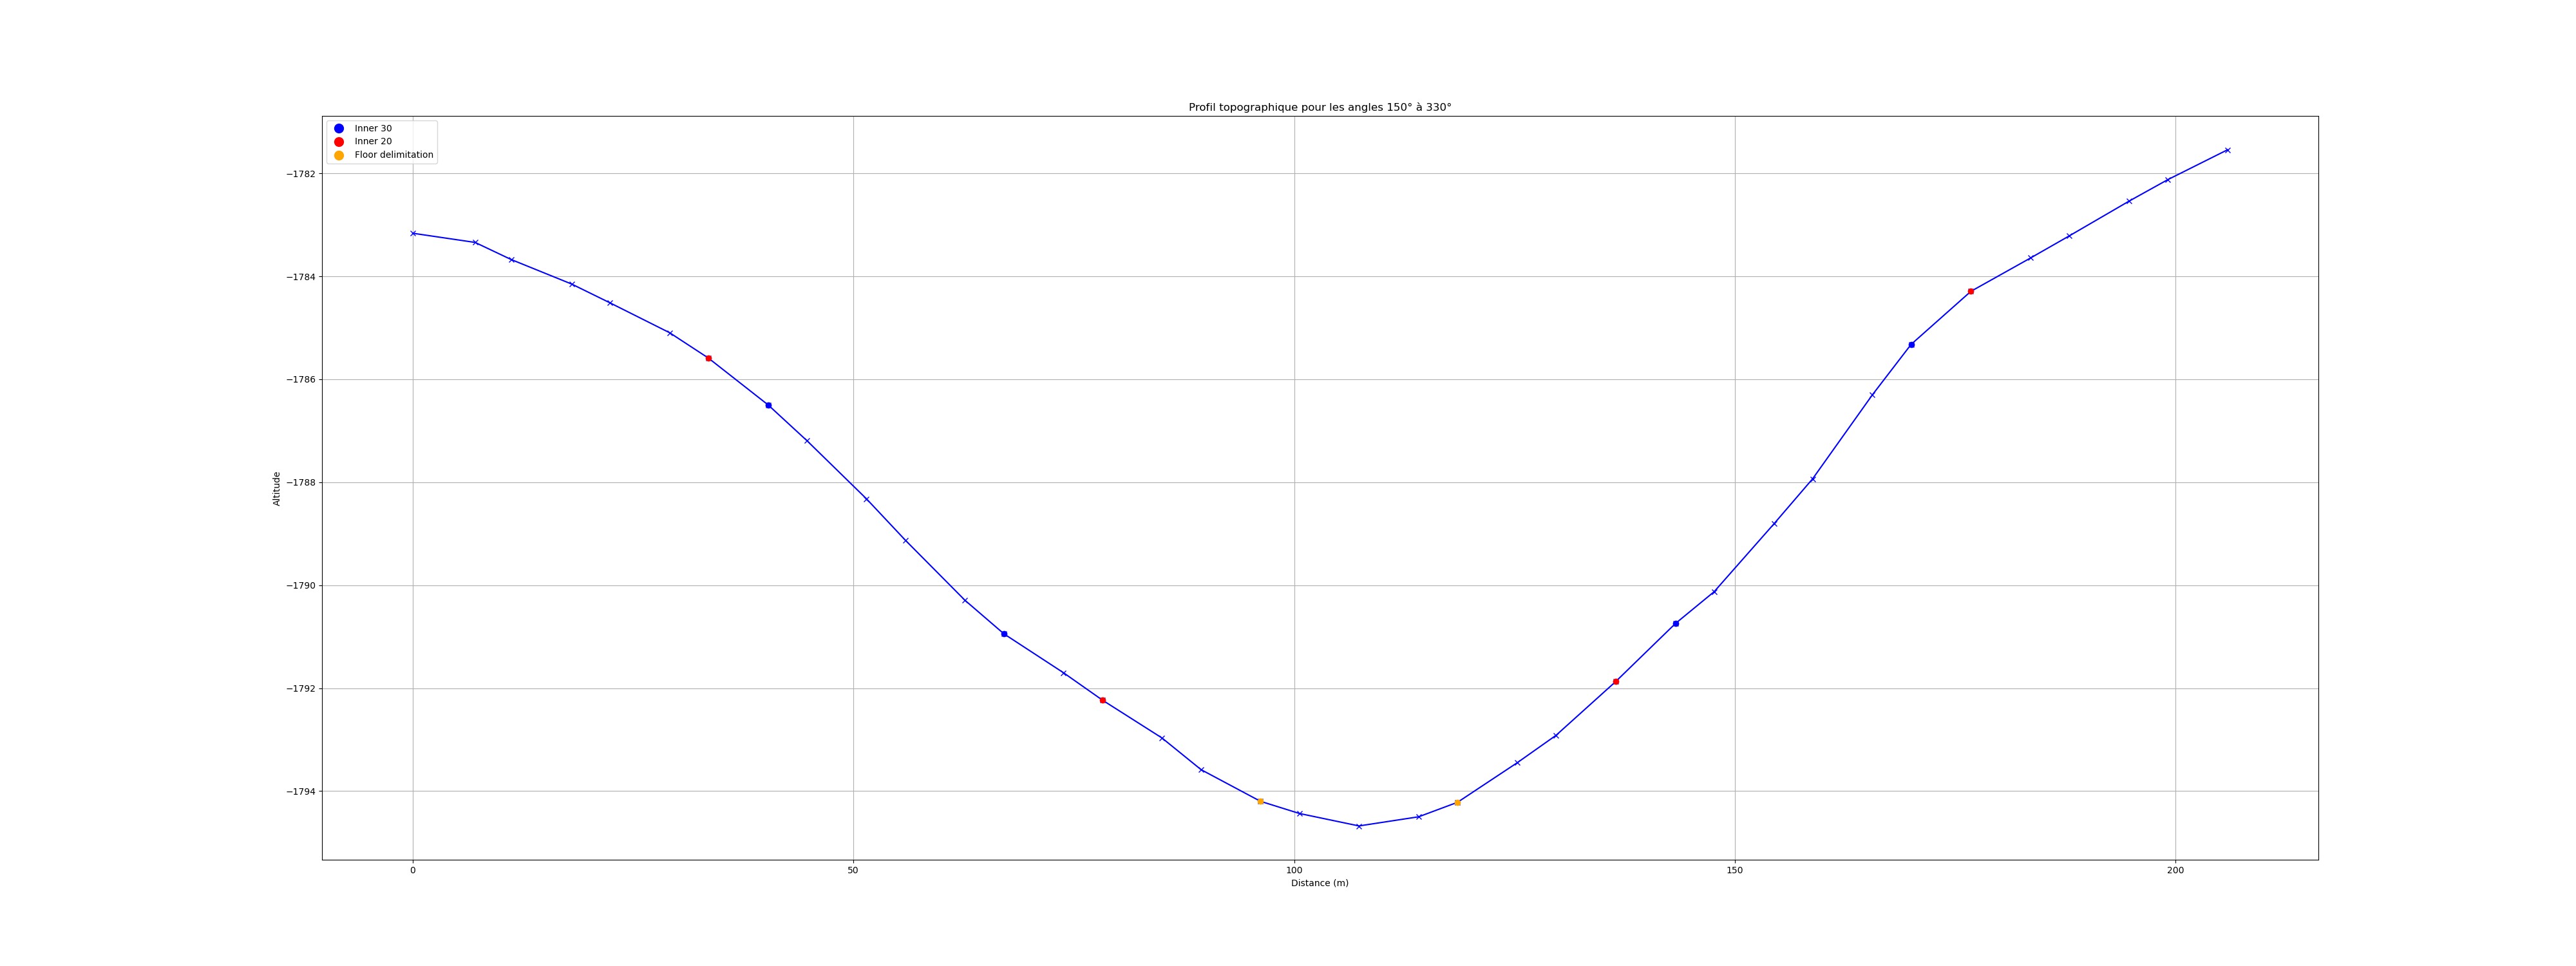 Profil topographique pour les angles 150° à 330°
Inner 30
Inner 20
Floor delimitation
−1782
−1784
−1786
−1788
−1790
−1792
−1794
Altitude
0 50 100 150 200
Distance (m)